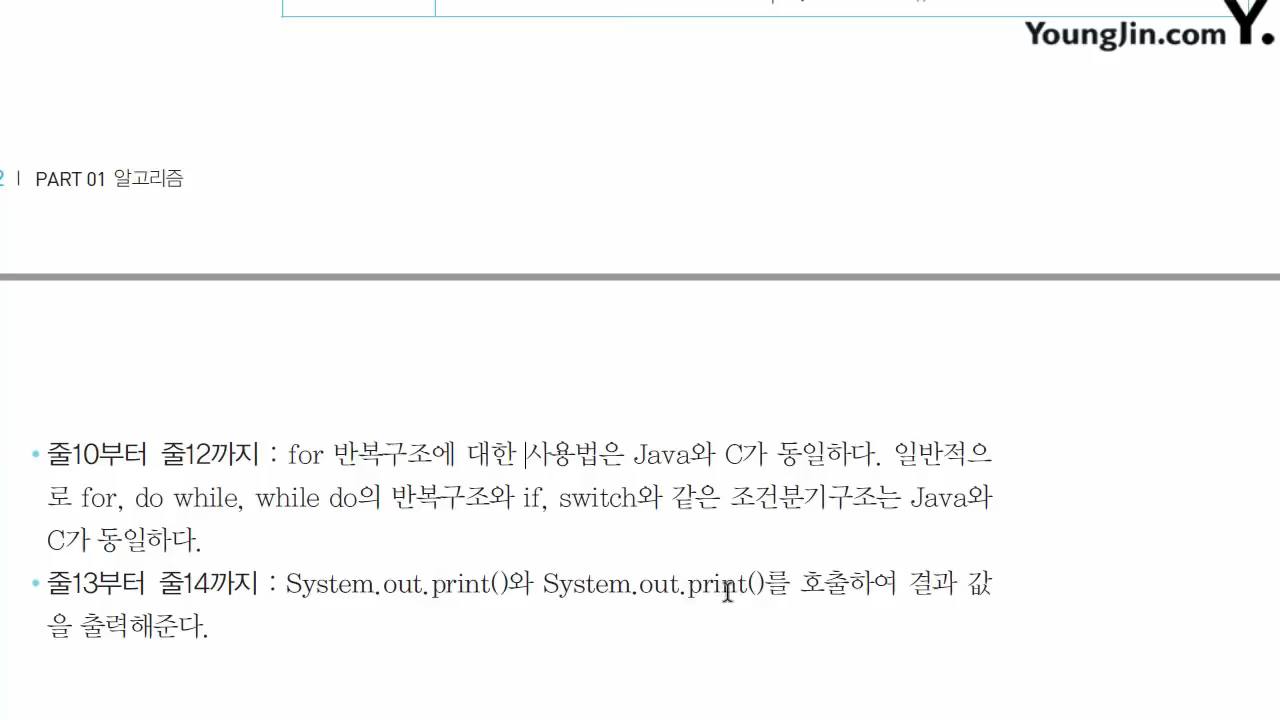 YoungJin.com Y.
2 | PART 01 알고리즘
• 줄10부터 줄12까지 : for 반복구조에 대한 사용법은 Java와 C가 동일하다. 일반적으
로 for, do while, while do의 반복구조와 if, switch와 같은 조건분기구조는 Java와
C가 동일하다.
• 줄13부터 줄14까지 : System.out.print()와 System.out.print()를 호출하여 결과 값
을 출력해준다.